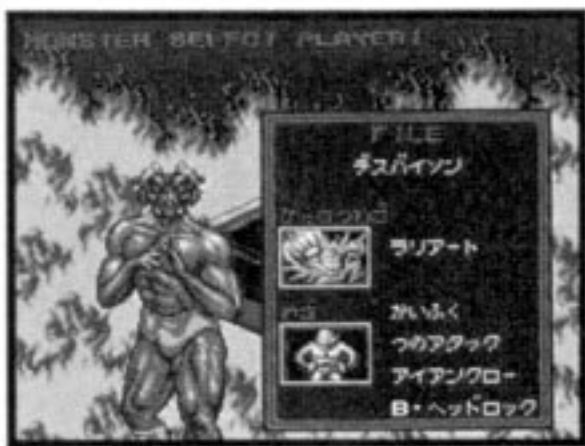 MONSTER SELECT PLAYER1
FILE
デスバイソン
ラリアート
かいふく
つのアタック
アイアンクロー
B・ヘッドロック